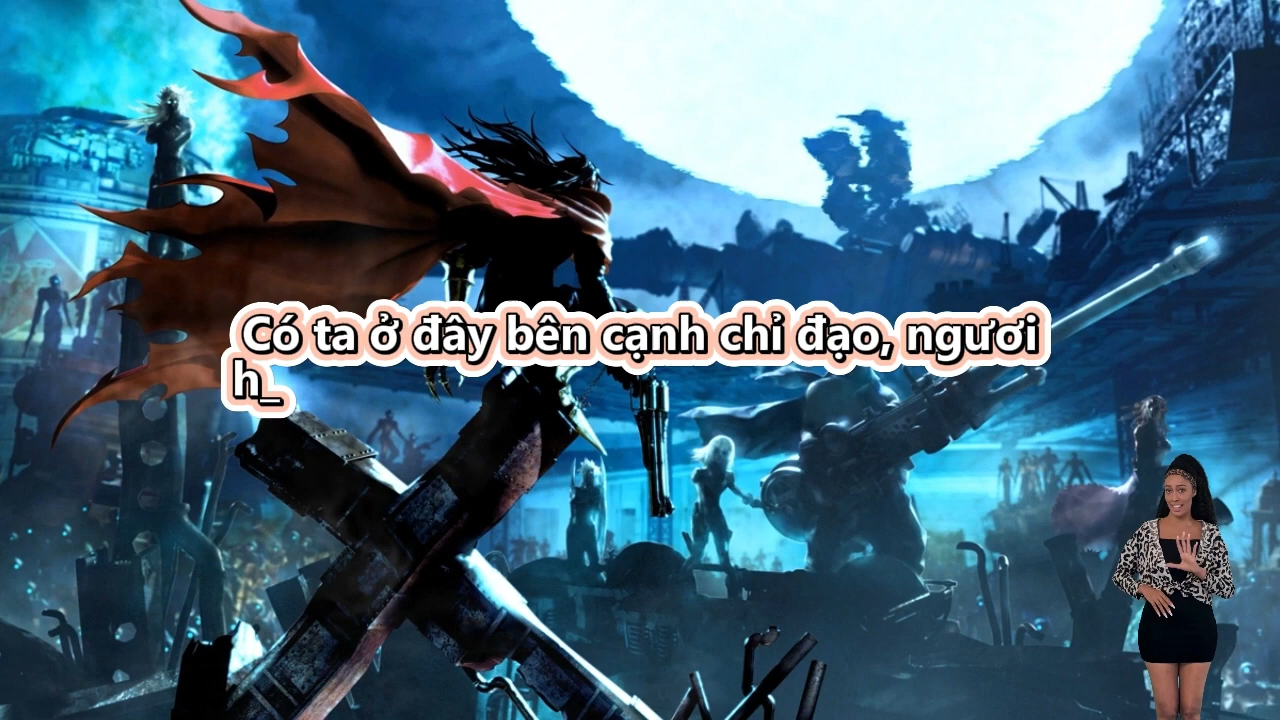 Có ta ở đây bên cạnh chỉ đạo, ngươi
h_